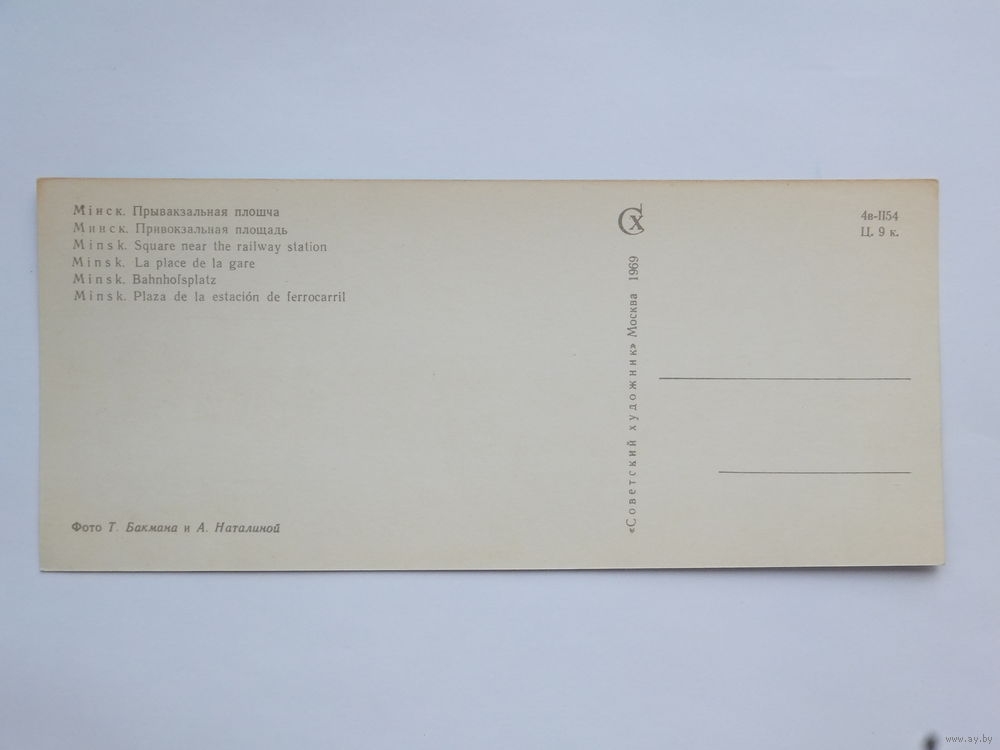 Мінск. Прывакзальная плошча
Минск. Привокзальная площадь
Minsk. Square near the railway station
Minsk. La place de la gare
Minsk. Bahnhofsplatz
Minsk. Plaza de la estación de ferrocarril
Фото Т. Бакмана и А. Наталиной
«Советский художник» Москва 1969
СХ
4в-II54
Ц. 9 к.
www.ay.by